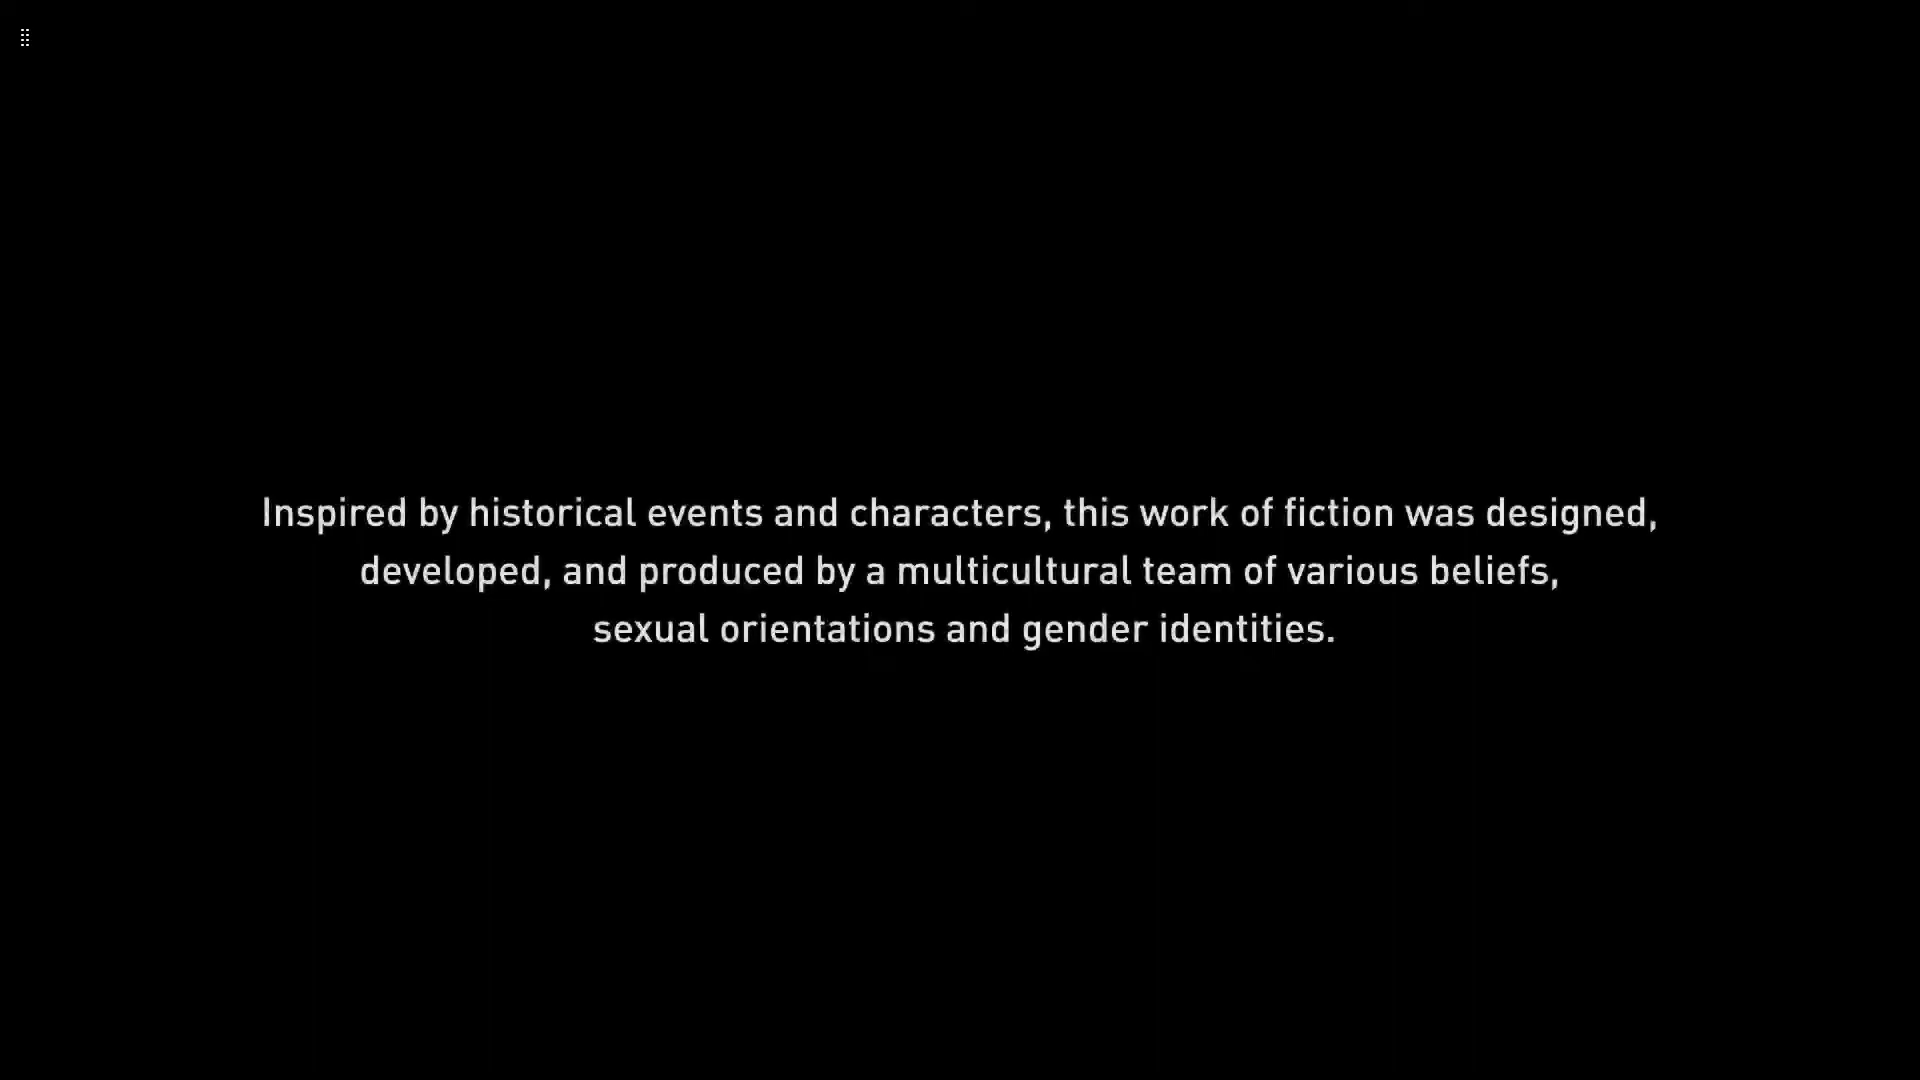 Inspired by historical events and characters, this work of fiction was designed,
developed, and produced by a multicultural team of various beliefs,
sexual orientations and gender identities.